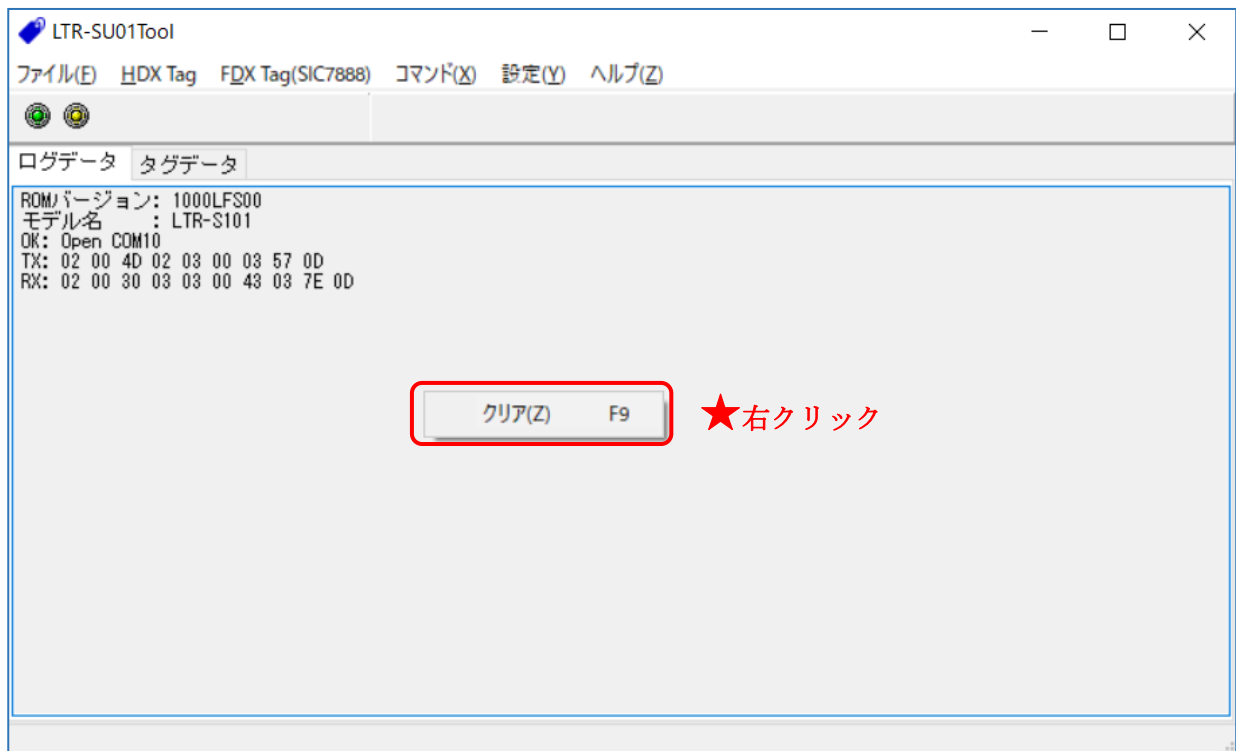 LTR-SU01Tool
ファイル(F) HDX Tag FDX Tag(SIC7888) コマンド(X) 設定(Y) ヘルプ(Z)
ログデータ タグデータ
ROMバージョン: 1000LFS00
モデル名 : LTR-S101
OK: Open COM10
TX: 02 00 4D 02 03 00 03 57 0D
RX: 02 00 30 03 03 00 43 03 7E 0D
クリア(Z) F9 ★右クリック